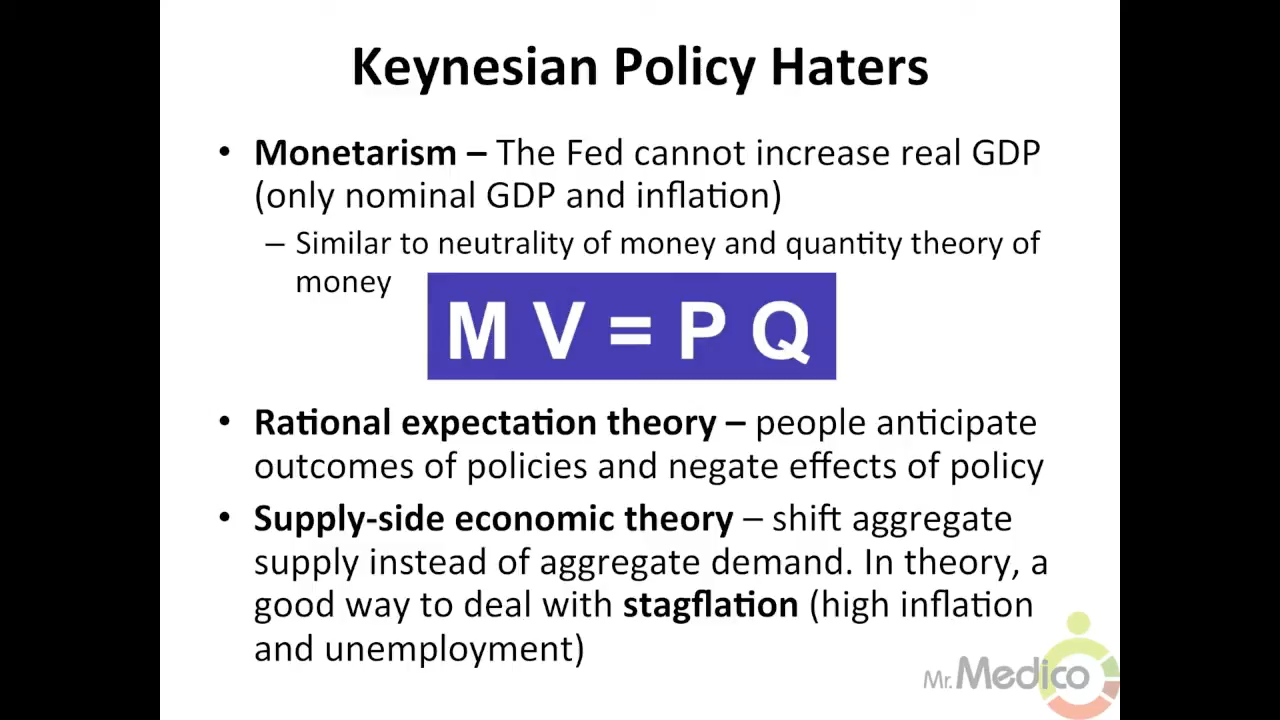 Keynesian Policy Haters
• Monetarism – The Fed cannot increase real GDP
(only nominal GDP and inflation)
– Similar to neutrality of money and quantity theory of
money
M V = P Q
• Rational expectation theory – people anticipate
outcomes of policies and negate effects of policy
• Supply-side economic theory – shift aggregate
supply instead of aggregate demand. In theory, a
good way to deal with stagflation (high inflation
and unemployment)
Mr. Medico